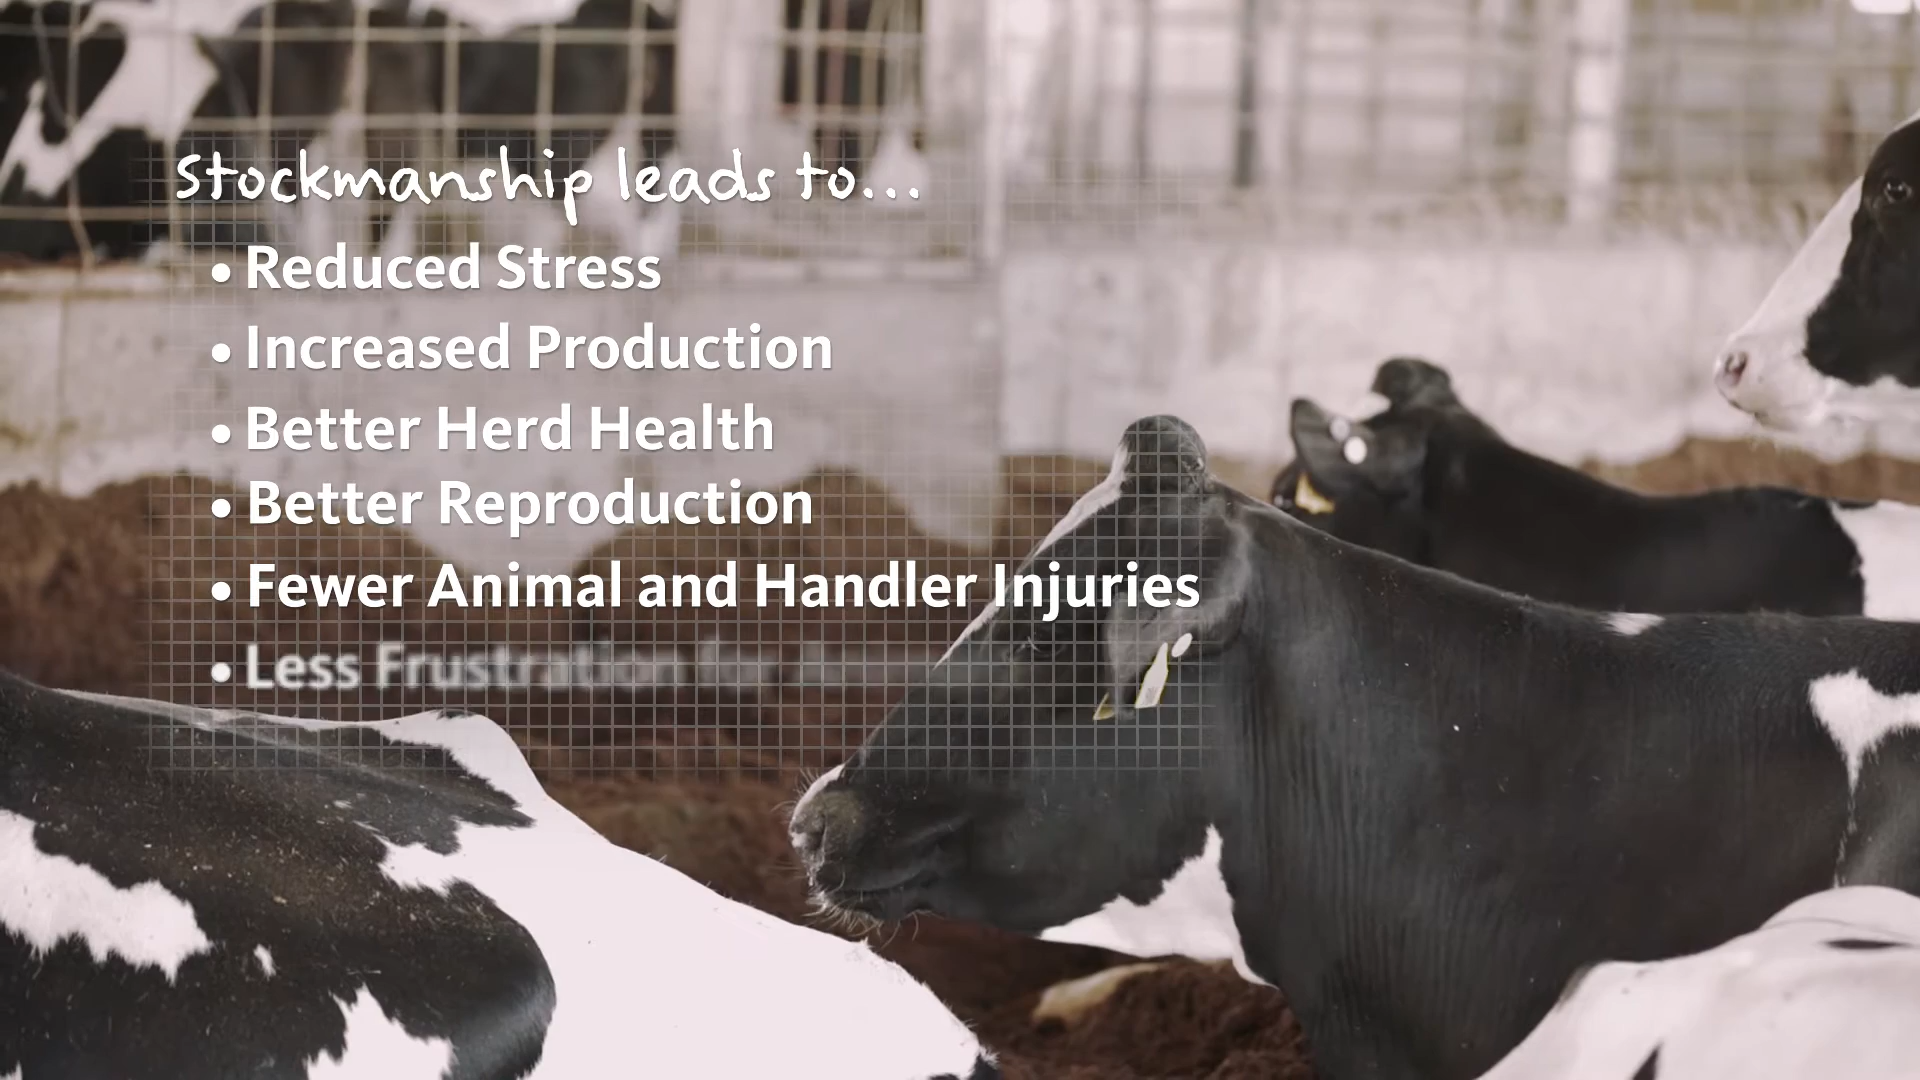 Stockmanship leads to...
• Reduced Stress
• Increased Production
• Better Herd Health
• Better Reproduction
• Fewer Animal and Handler Injuries
• Less Frustration for